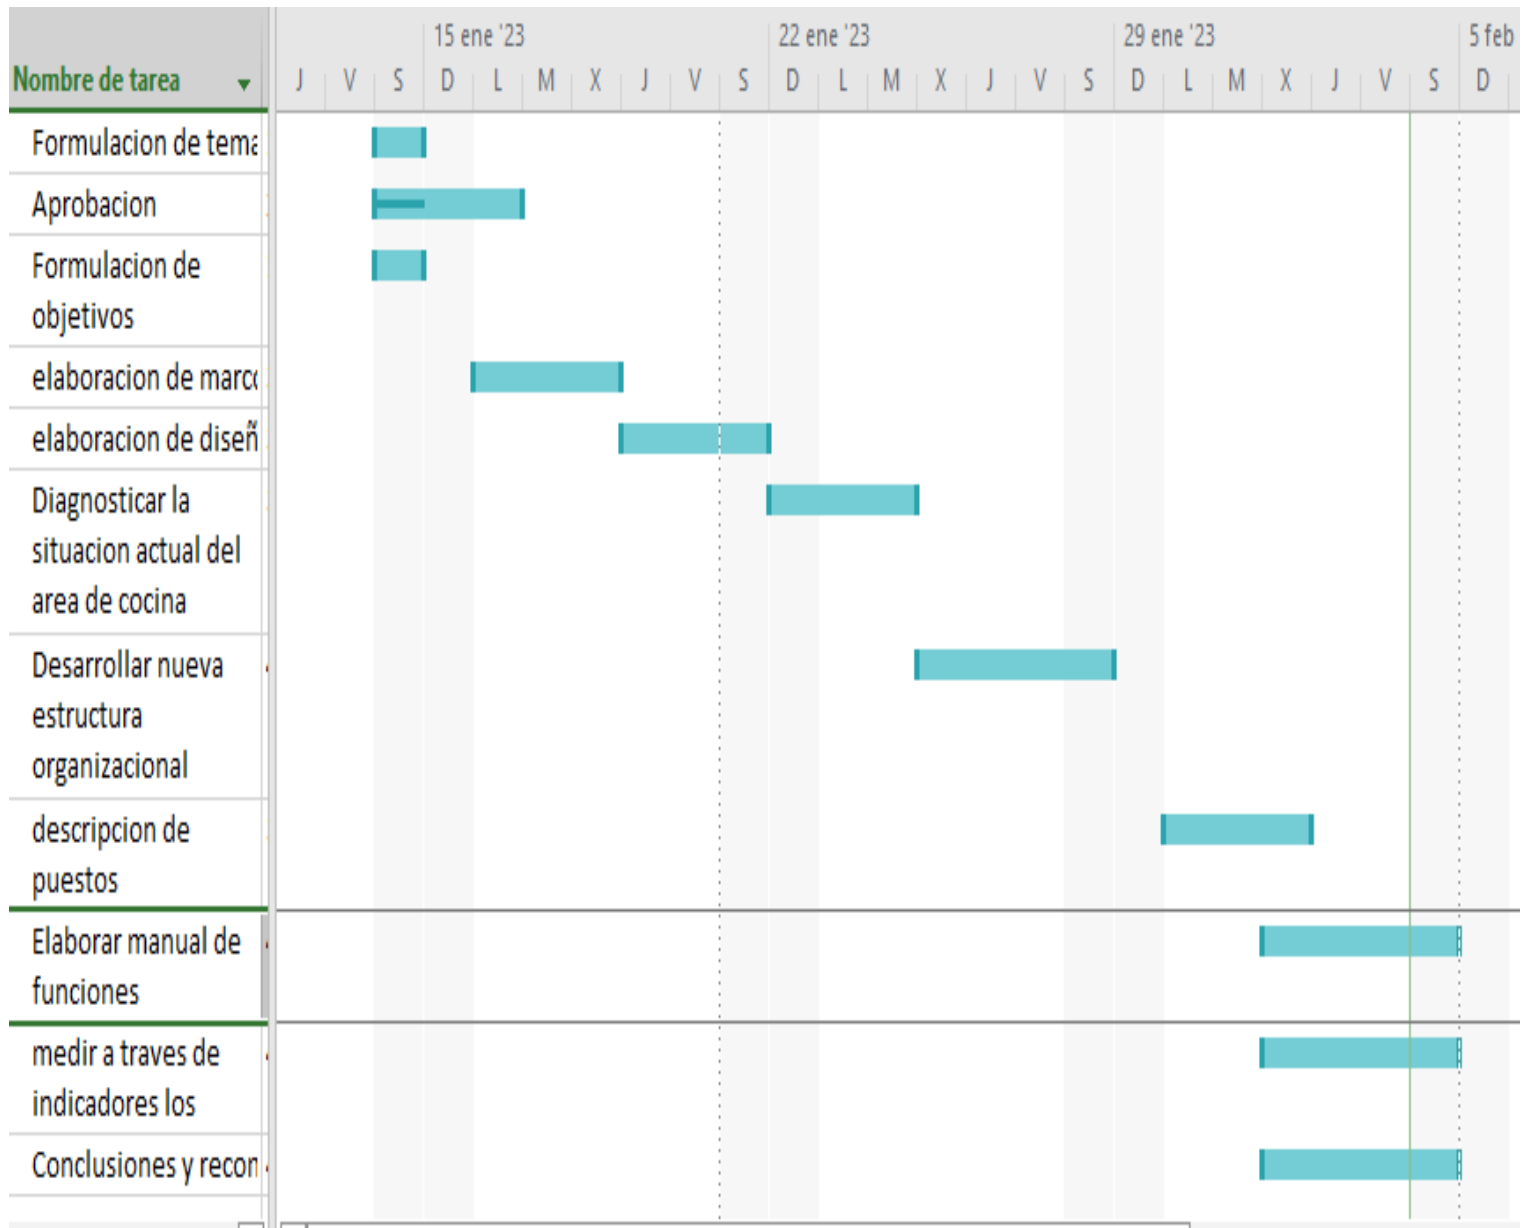 15 ene '23 22 ene '23 29 ene '23 5 feb
Nombre de tarea J V S D L M X J V S D L M X J V S D L M X J V S D
Formulacion de tema
Aprobacion
Formulacion de
objetivos
elaboracion de marco
elaboracion de diseñ
Diagnosticar la
situacion actual del
area de cocina
Desarrollar nueva
estructura
organizacional
descripcion de
puestos
Elaborar manual de
funciones
medir a traves de
indicadores los
Conclusiones y recon